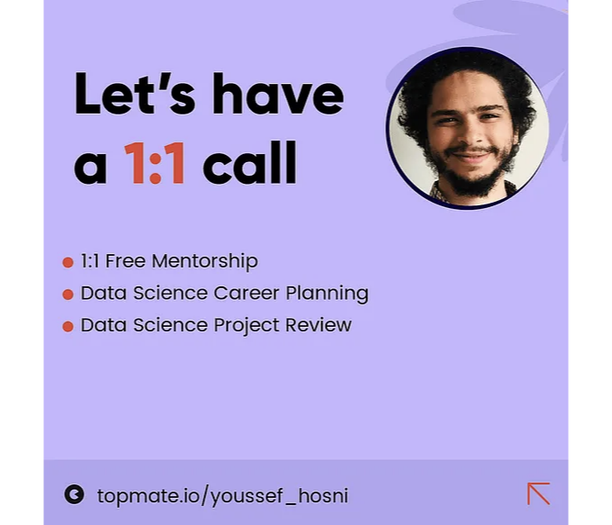 Let's have
a 1:1 call
1:1 Free Mentorship
Data Science Career Planning
Data Science Project Review
topmate.io/youssef_hosni